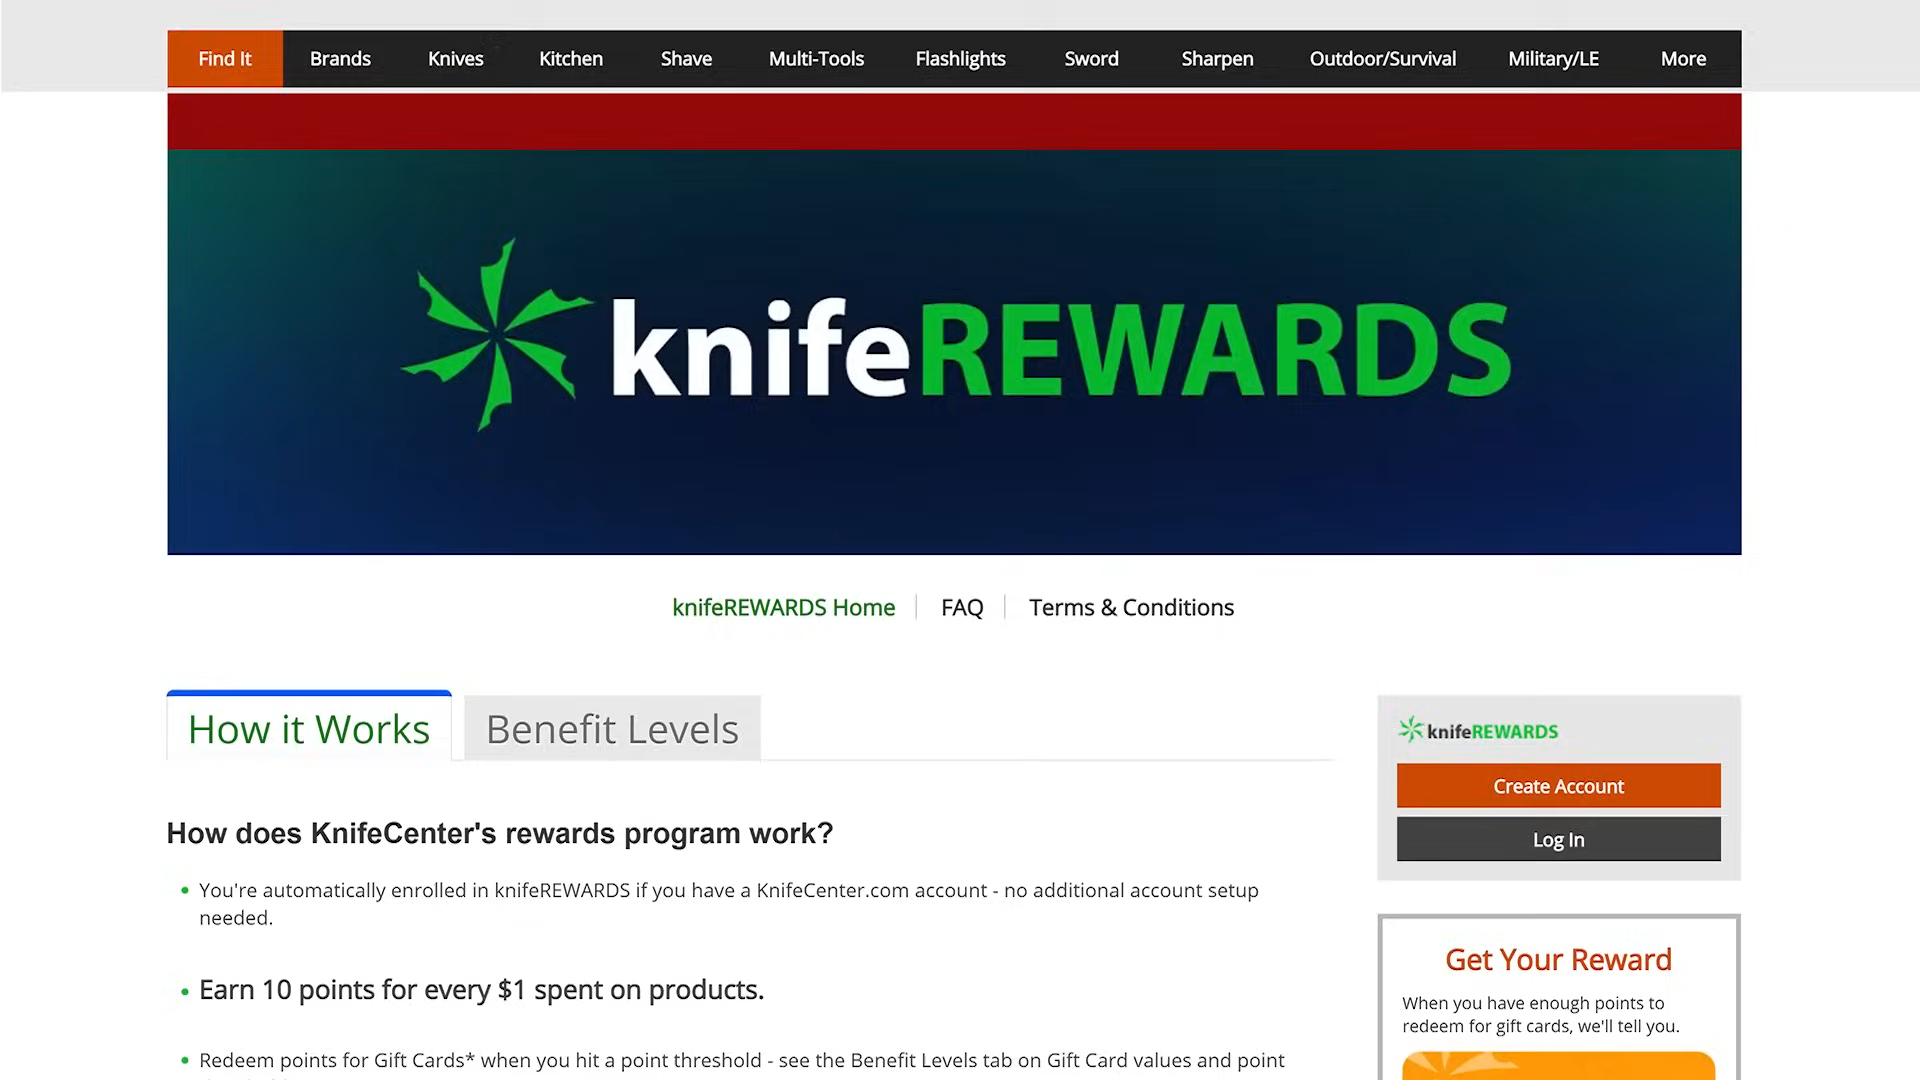 Find It Brands Knives Kitchen Shave Multi-Tools Flashlights Sword Sharpen Outdoor/Survival Military/LE More
knifeREWARDS
knifeREWARDS Home FAQ Terms & Conditions
How it Works Benefit Levels
How does KnifeCenter's rewards program work?
You're automatically enrolled in knifeREWARDS if you have a KnifeCenter.com account - no additional account setup
needed.
Earn 10 points for every $1 spent on products.
Redeem points for Gift Cards* when you hit a point threshold - see the Benefit Levels tab on Gift Card values and point
knifeREWARDS
Create Account
Log In
Get Your Reward
When you have enough points to
redeem for gift cards, we'll tell you.